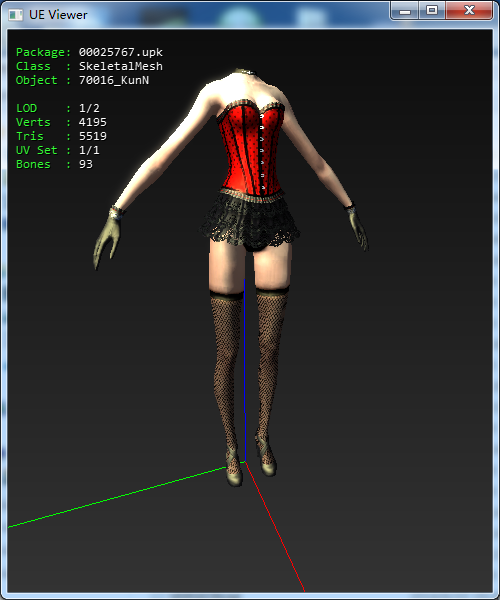 UE Viewer
Package: 00025767.upk
Class : SkeletalMesh
Object : 70016_KunN
LOD : 1/2
Verts : 4195
Tris : 5519
UV Set : 1/1
Bones : 93